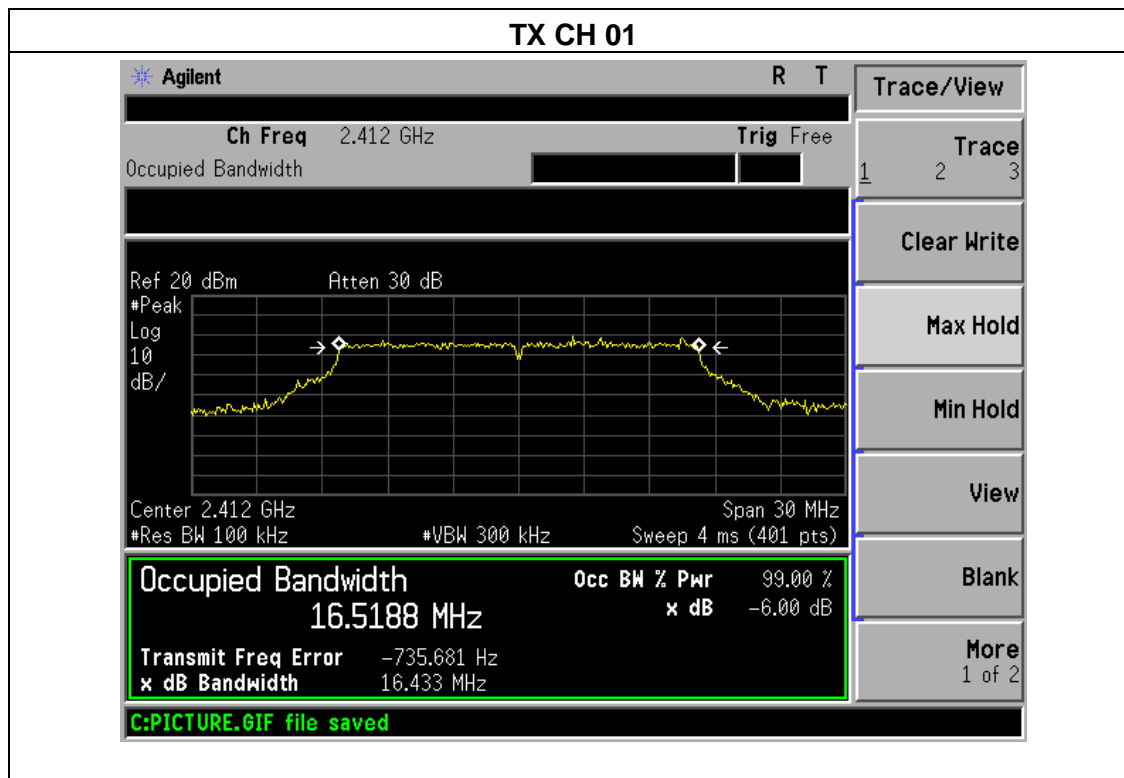 TX CH 01
Agilent R T
Trace/View
Ch Freq 2.412 GHz Trig Free
Occupied Bandwidth
Trace
1 2 3
Clear Write
Ref 20 dBm Atten 30 dB
#Peak
Log
10
dB/
Max Hold
Min Hold
View
Center 2.412 GHz Span 30 MHz
#Res BW 100 kHz #VBW 300 kHz Sweep 4 ms (401 pts)
Occupied Bandwidth Occ BW % Pwr 99.00 %
16.5188 MHz x dB -6.00 dB
Blank
Transmit Freq Error -735.681 Hz
x dB Bandwidth 16.433 MHz
More
1 of 2
C:PICTURE.GIF file saved